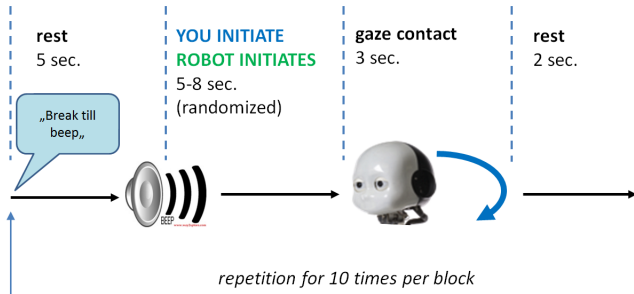 rest
5 sec.
YOU INITIATE
ROBOT INITIATES
5-8 sec.
(randomized)
gaze contact
3 sec.
rest
2 sec.
„Break till
beep„
BEEP
repetition for 10 times per block